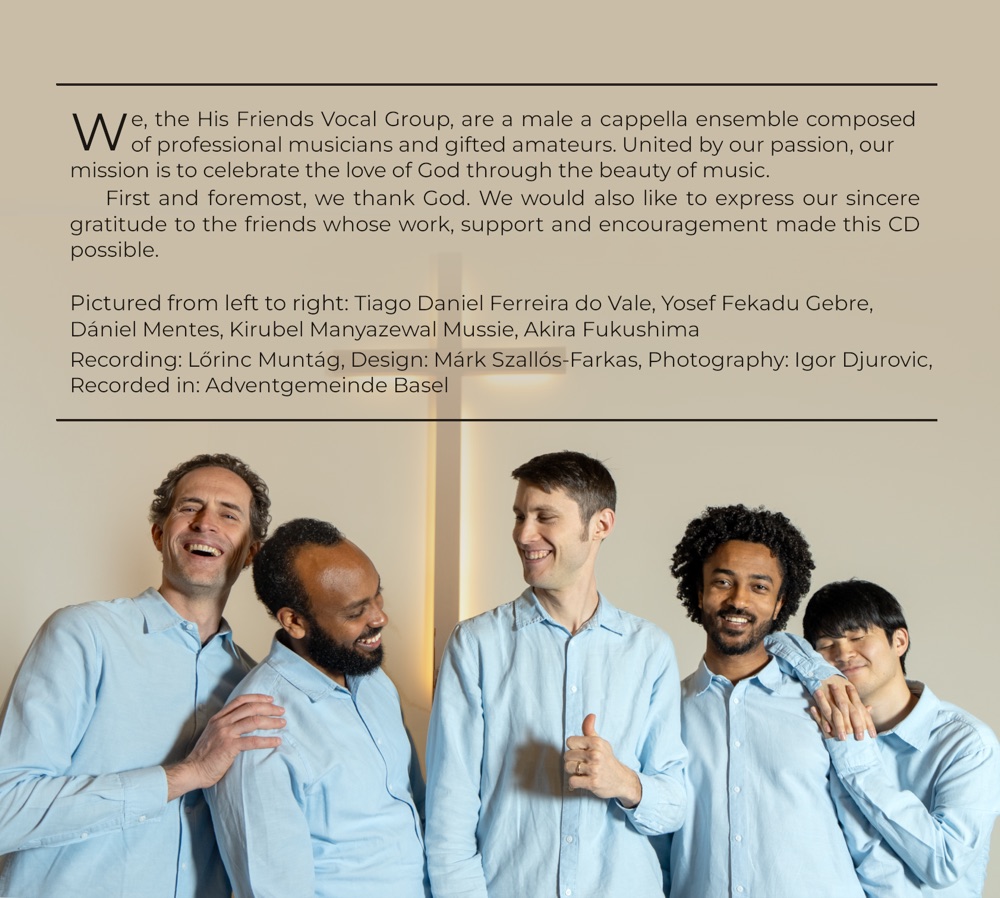 We, the His Friends Vocal Group, are a male a cappella ensemble composed
of professional musicians and gifted amateurs. United by our passion, our
mission is to celebrate the love of God through the beauty of music.
First and foremost, we thank God. We would also like to express our sincere
gratitude to the friends whose work, support and encouragement made this CD
possible.
Pictured from left to right: Tiago Daniel Ferreira do Vale, Yosef Fekadu Gebre,
Dániel Mentes, Kirubel Manyazewal Mussie, Akira Fukushima
Recording: Lőrinc Muntág, Design: Márk Szallós-Farkas, Photography: Igor Djurovic,
Recorded in: Adventgemeinde Basel